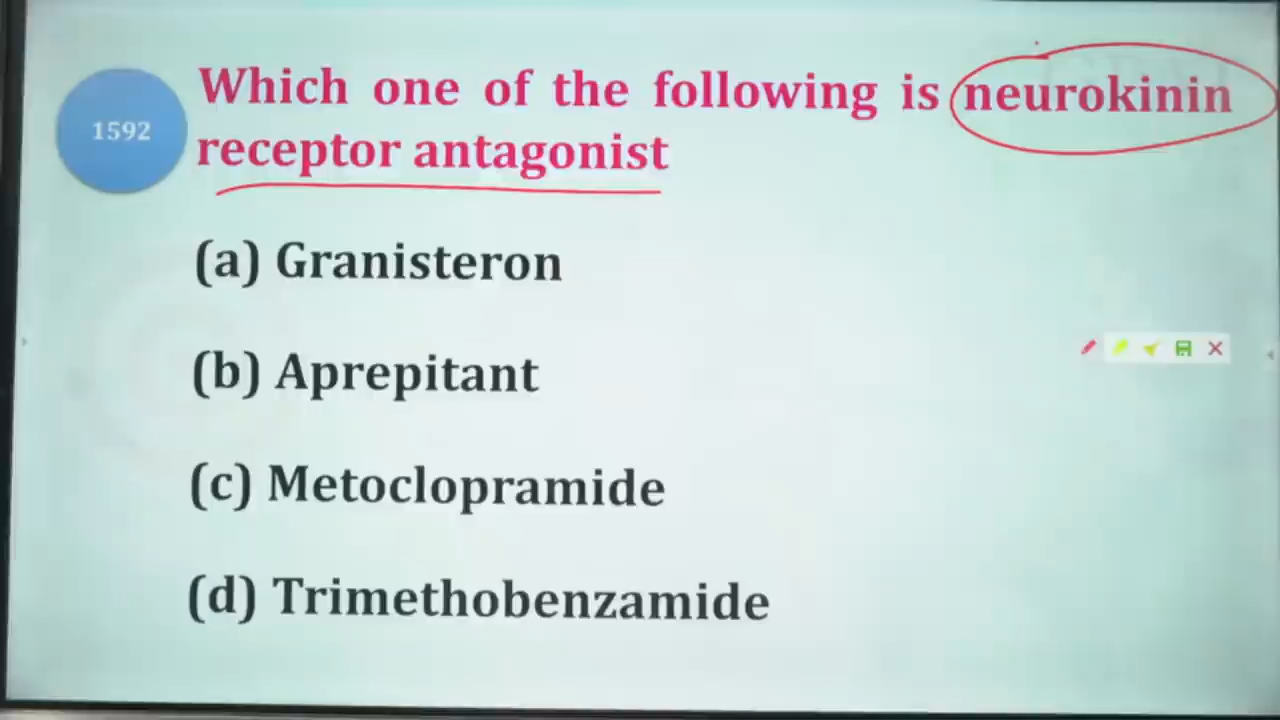 1592
Which one of the following is neurokinin
receptor antagonist
(a) Granisteron
(b) Aprepitant
(c) Metoclopramide
(d) Trimethobenzamide